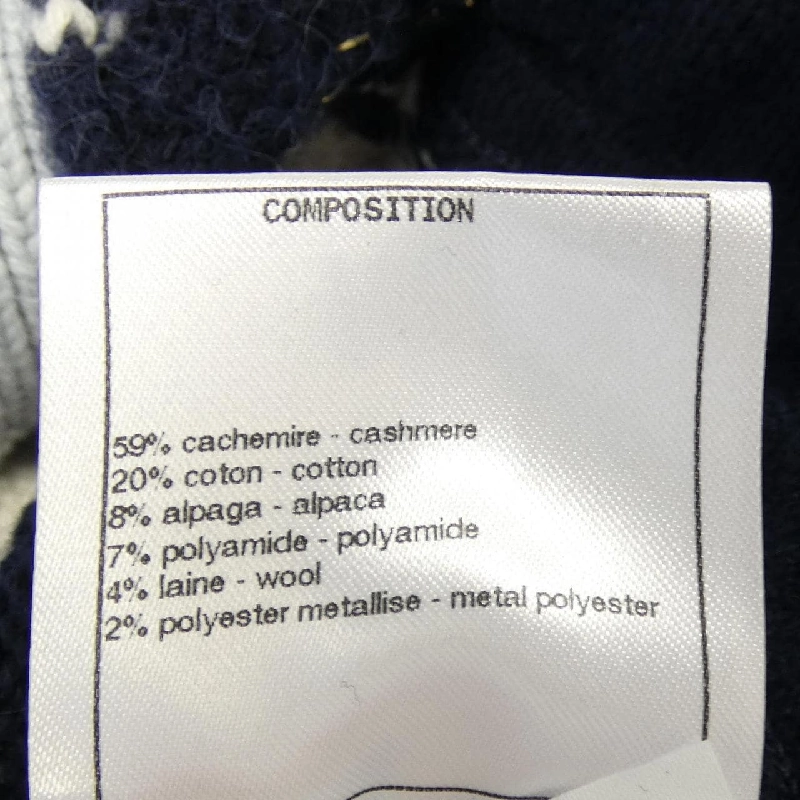 COMPOSITION
59% cachemire - cashmere
20% coton - cotton
8% alpaga - alpaca
7% polyamide - polyamide
4% laine - wool
2% polyester metallise - metal polyester